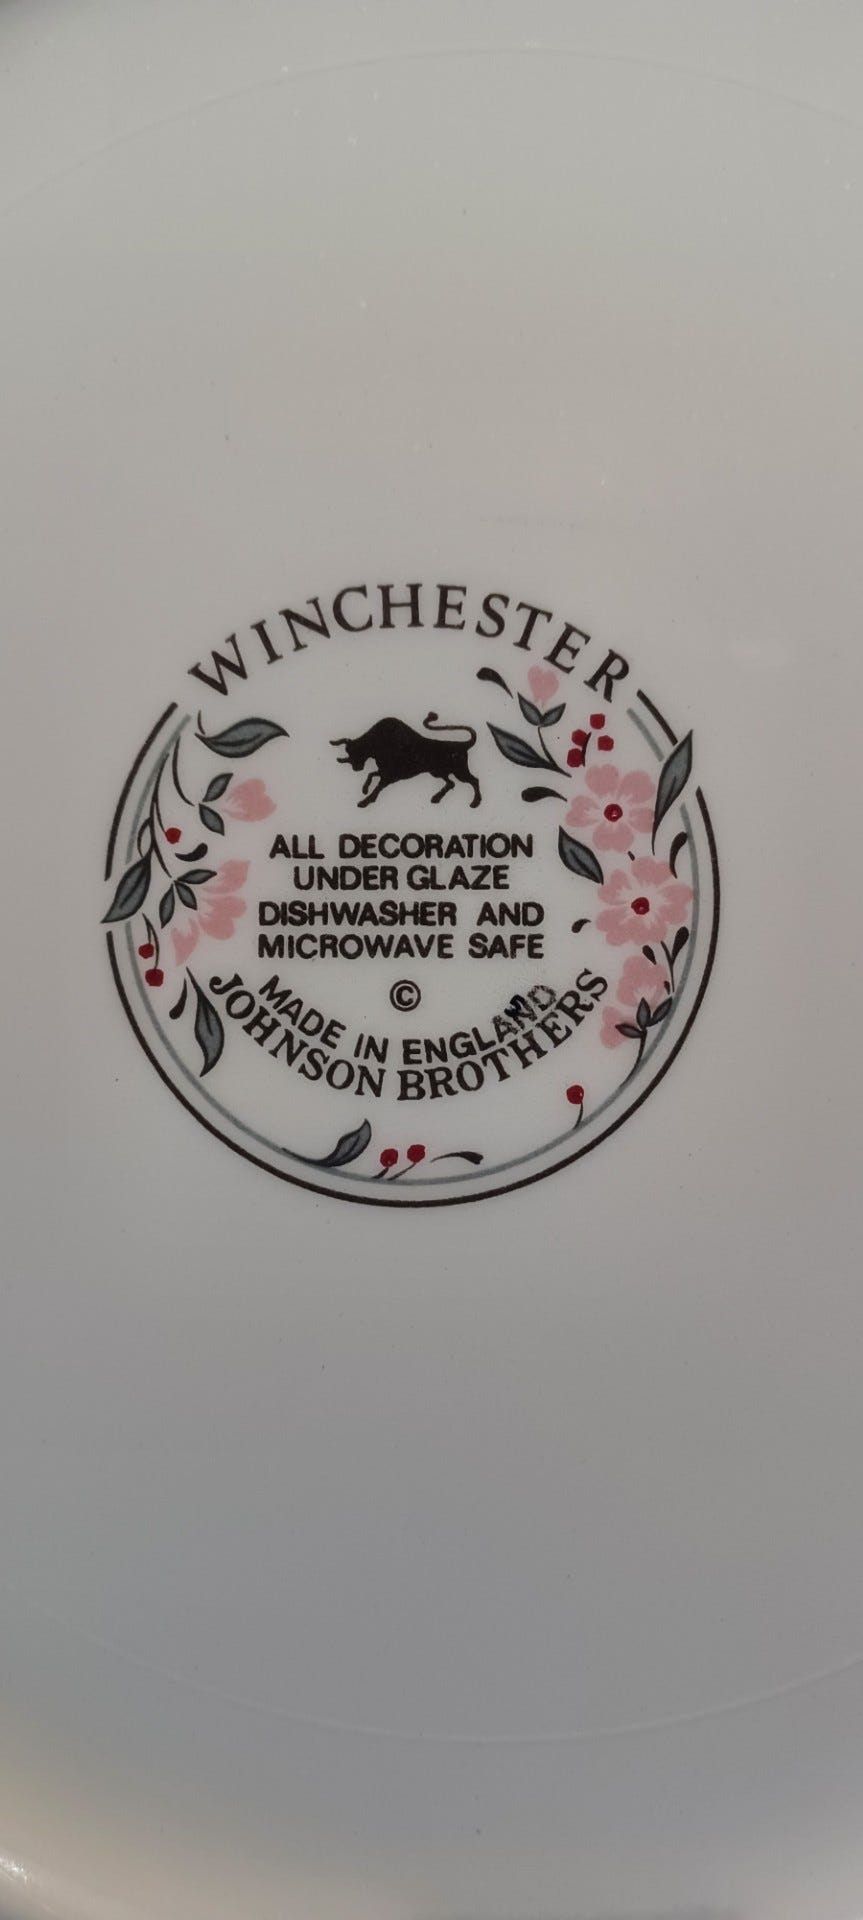 WINCHESTER
ALL DECORATION
UNDER GLAZE
DISHWASHER AND
MICROWAVE SAFE
©
MADE IN ENGLAND
JOHNSON BROTHERS